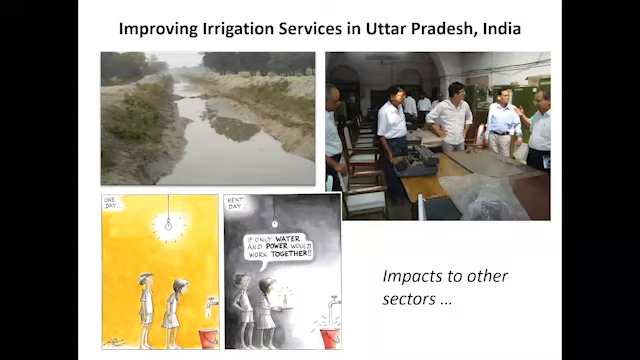 Improving Irrigation Services in Uttar Pradesh, India
ONE
DAY...
NEXT
DAY...
IF ONLY WATER
AND POWER WOULD
WORK TOGETHER!!
Impacts to other
sectors ...